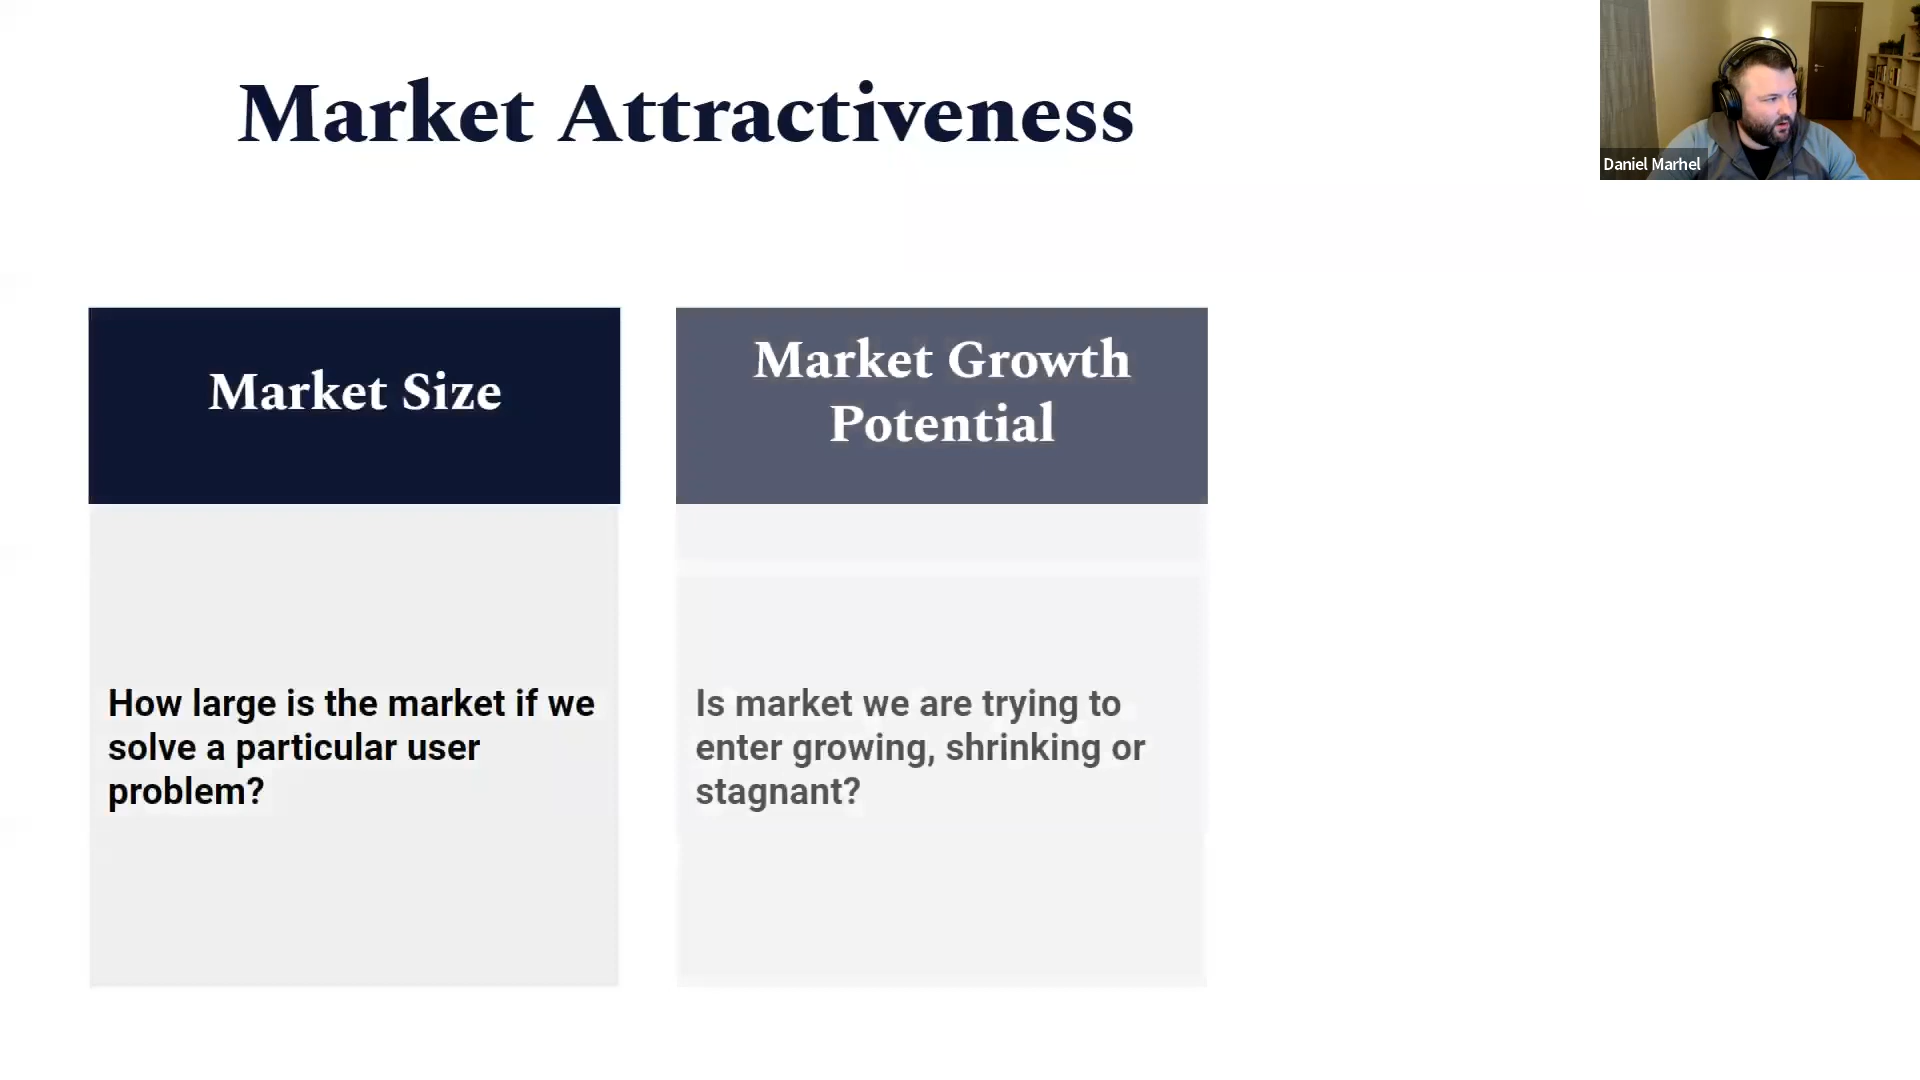 Market Attractiveness
Daniel Marhel
Market Size
Market Growth
Potential
How large is the market if we
solve a particular user
problem?
Is market we are trying to
enter growing, shrinking or
stagnant?